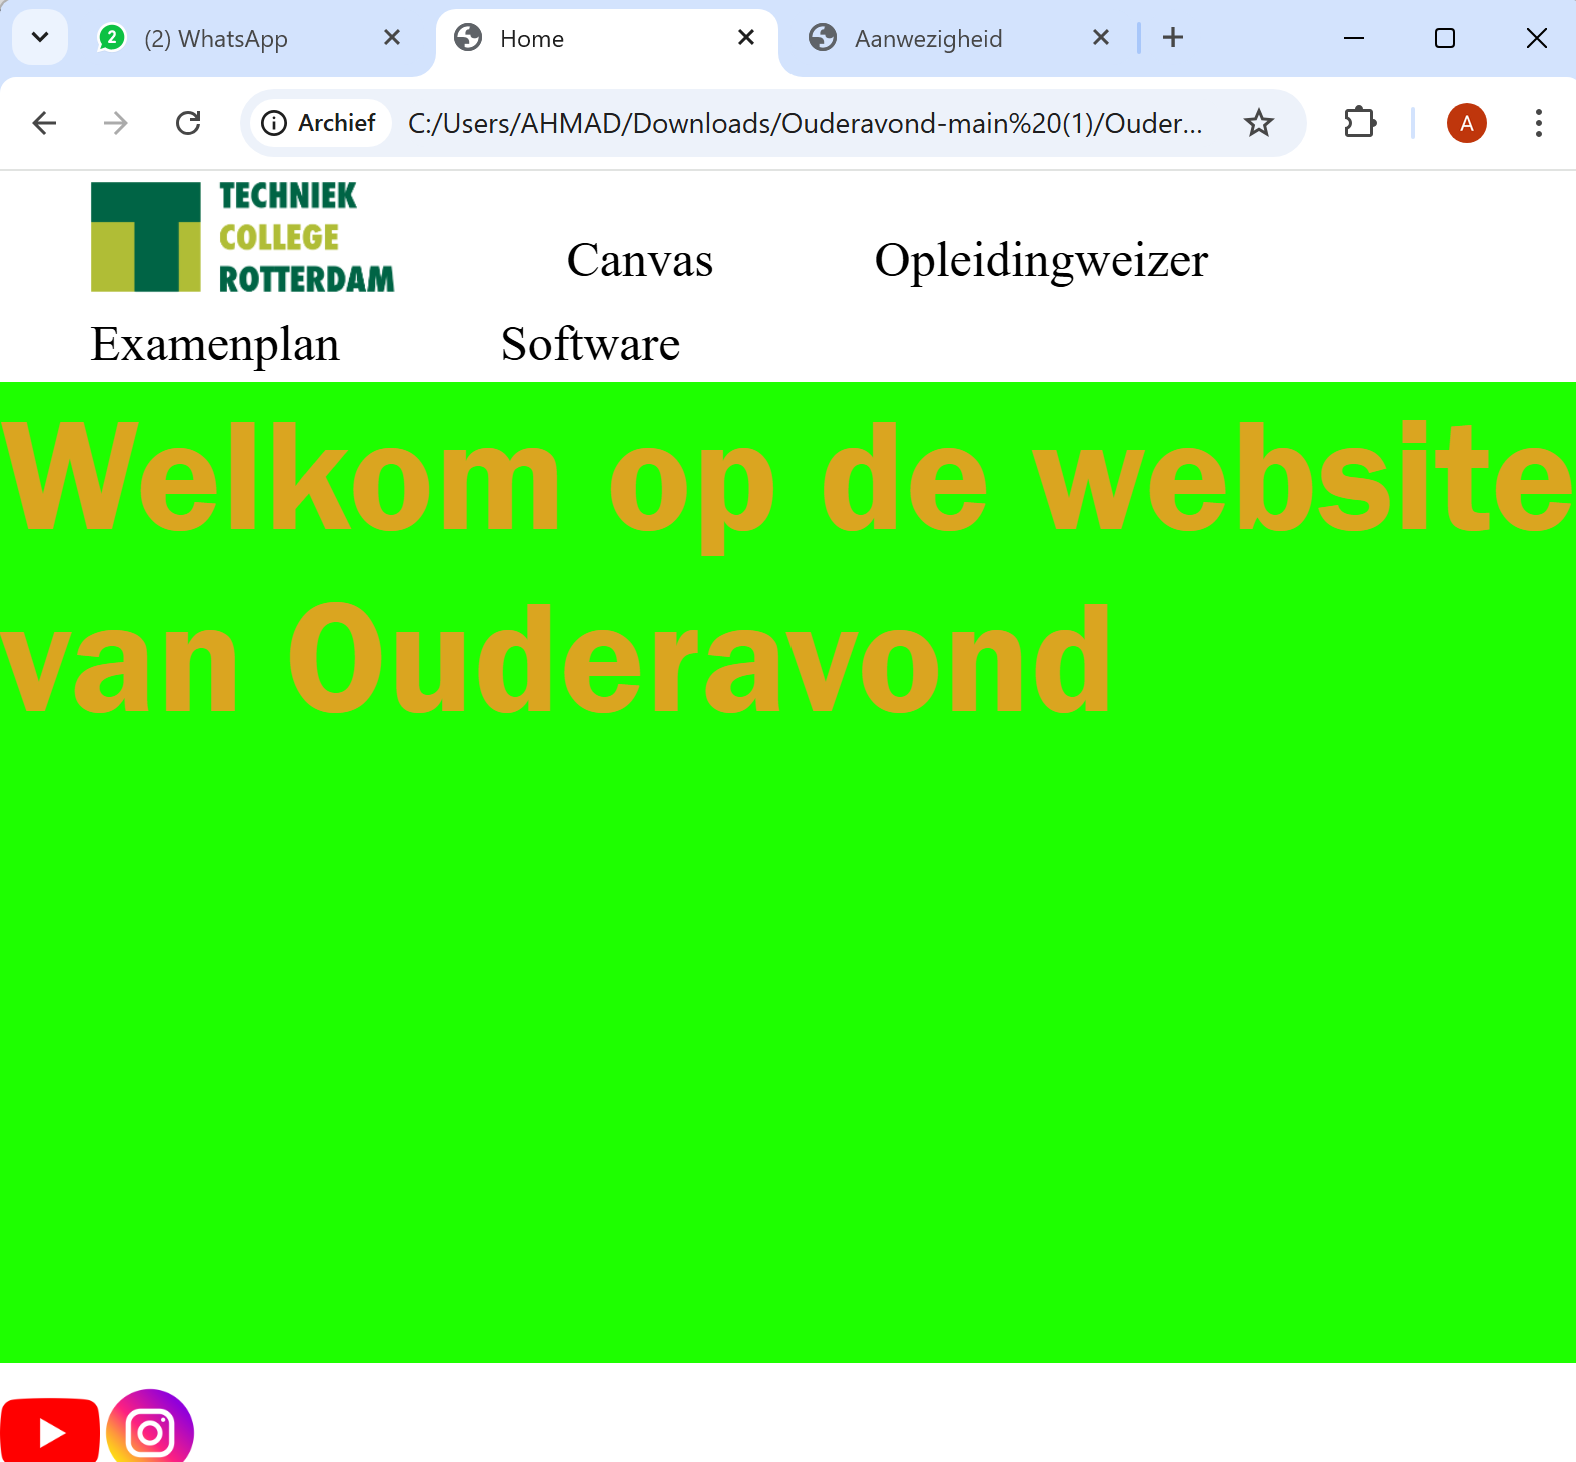 2 (2) WhatsApp Home Aanwezigheid
Archief C:/Users/AHMAD/Downloads/Ouderavond-main%20(1)/Ouder... A
TECHNIEK
COLLEGE
ROTTERDAM
Canvas Opleidingweizer
Examenplan Software
Welkom op de website
van Ouderavond